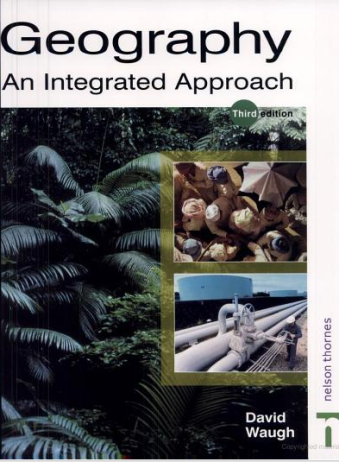 Geography
An Integrated Approach
Third edition
nelson thornes
David
Waugh
n